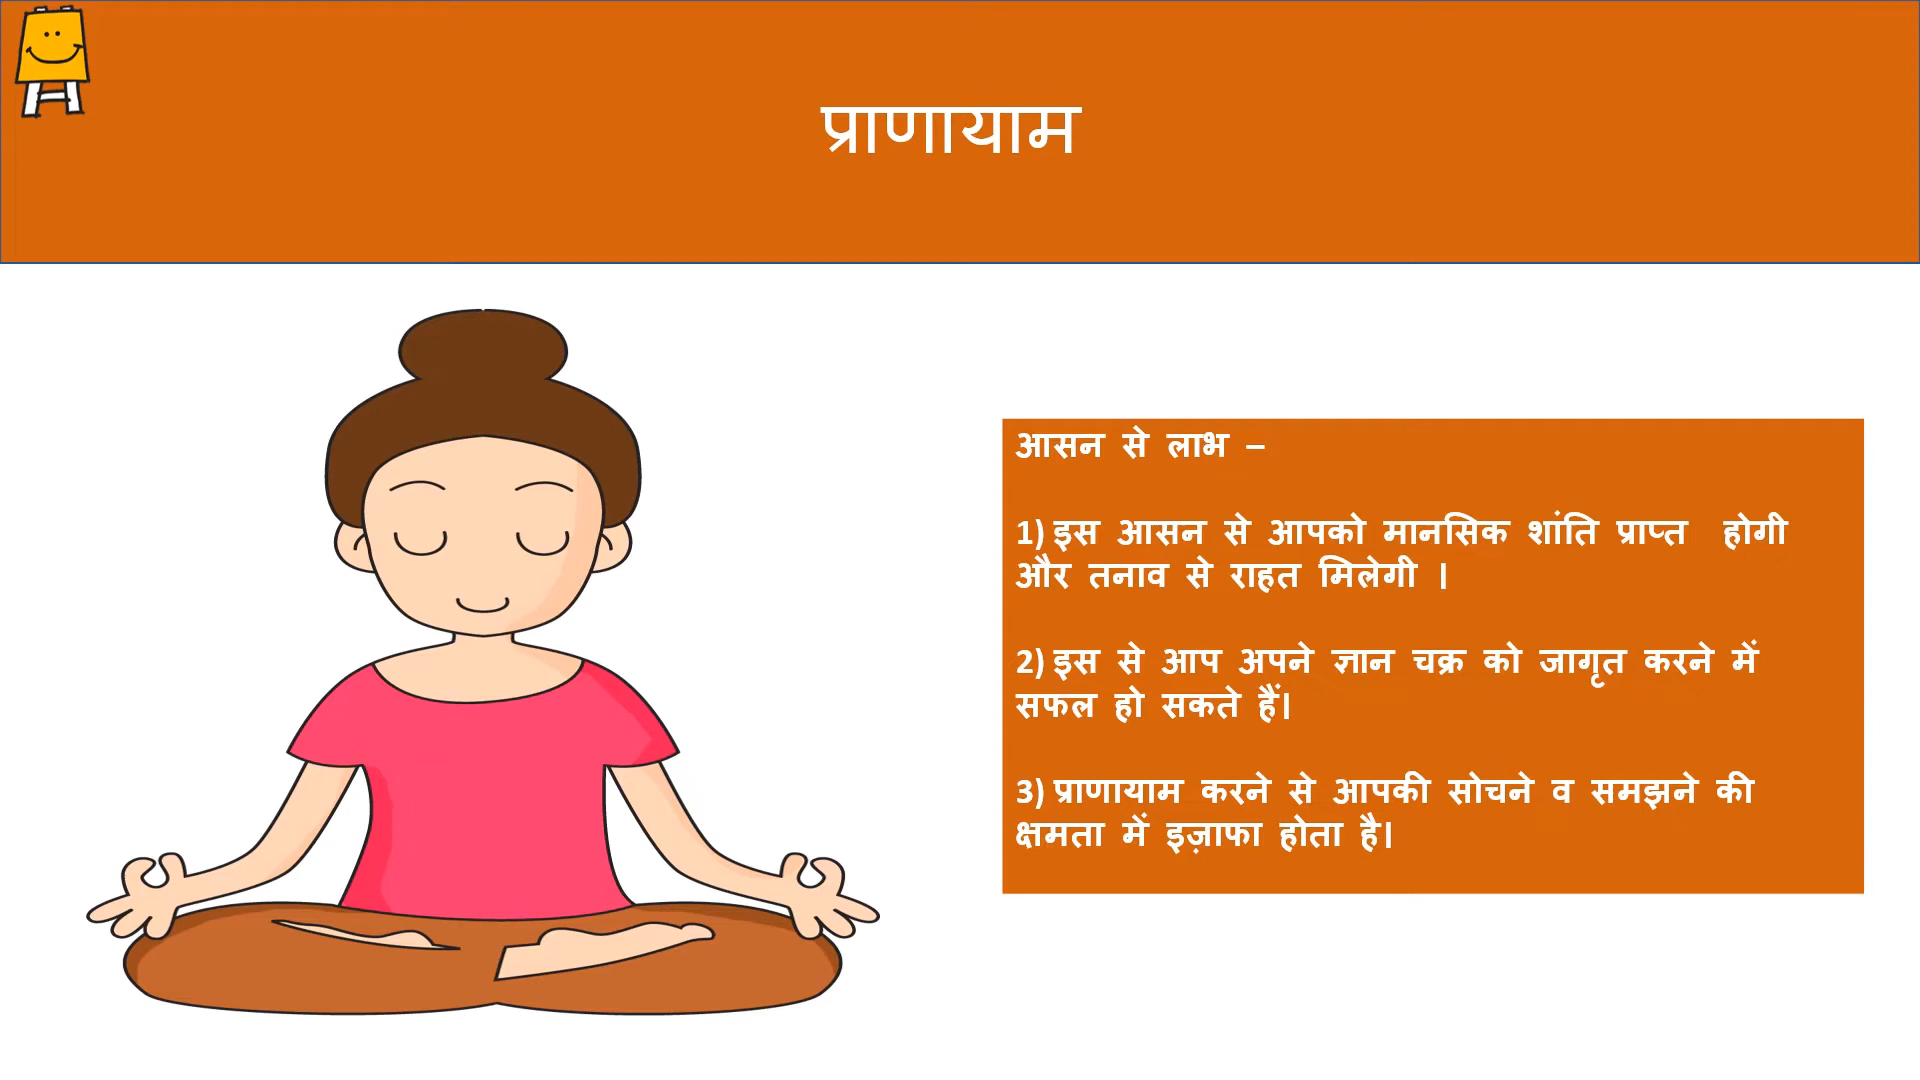 प्राणायाम
आसन से लाभ –
1) इस आसन से आपको मानसिक शांति प्राप्त होगी
और तनाव से राहत मिलेगी ।
2) इस से आप अपने ज्ञान चक्र को जागृत करने में
सफल हो सकते हैं।
3) प्राणायाम करने से आपकी सोचने व समझने की
क्षमता में इज़ाफा होता है।